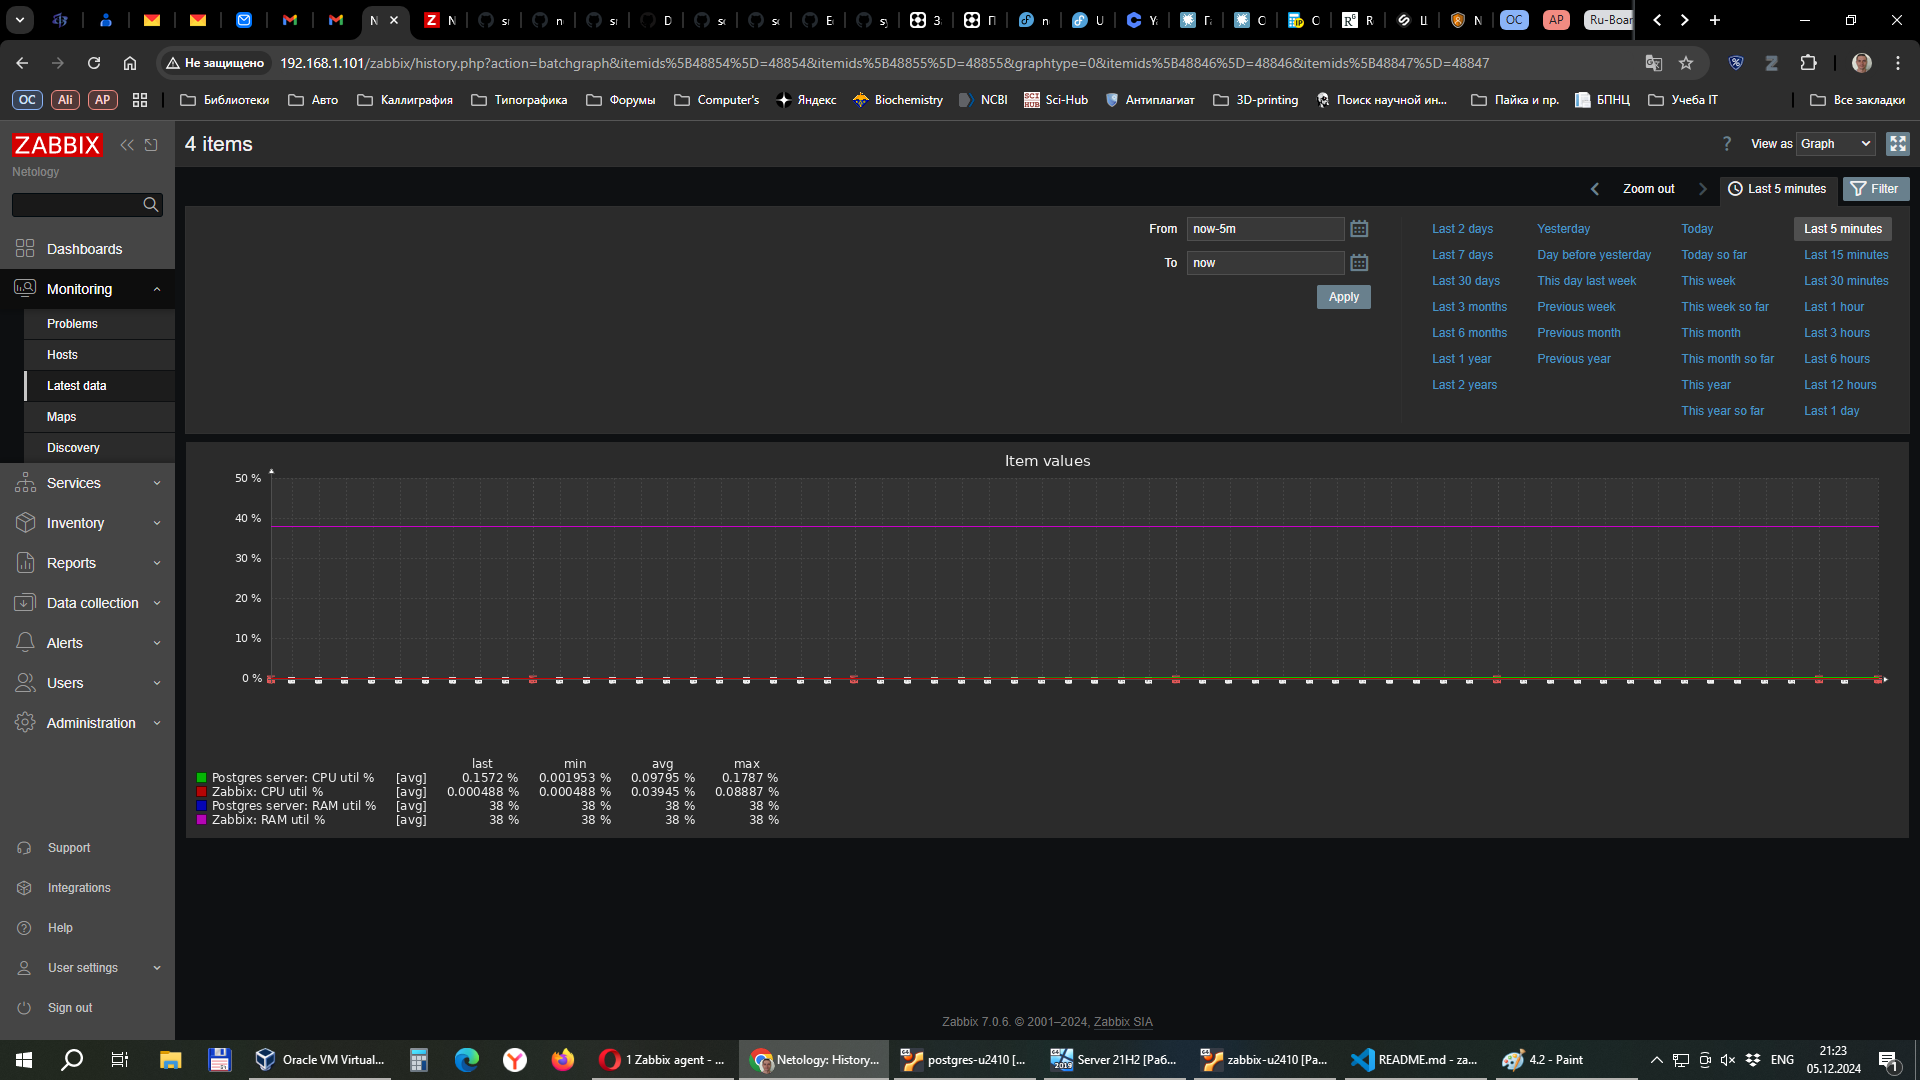 OC
AP
Ru-Boar
Не защищено
192.168.1.101/zabbix/history.php?action=batchgraph&itemids%5B48854%5D=48854&itemids%5B48855%5D=48855&graphtype=0&itemids%5B48846%5D=48846&itemids%5B48847%5D=48847
OC
Ali
AP
Библиотеки
Авто
Каллиграфия
Типографика
Форумы
Computer's
Яндекс
Biochemistry
NCBI
Sci-Hub
Антиплагиат
3D-printing
Поиск научной ин...
Пайка и пр.
БПНЦ
Учеба IT
Все закладки
ZABBIX
Netology
Dashboards
Monitoring
Problems
Hosts
Latest data
Maps
Discovery
Services
Inventory
Reports
Data collection
Alerts
Users
Administration
Support
Integrations
Help
User settings
Sign out
4 items
? View as Graph
Zoom out
Last 5 minutes
Filter
From now-5m
To now
Apply
Last 2 days Yesterday Today Last 5 minutes
Last 7 days Day before yesterday Today so far Last 15 minutes
Last 30 days This day last week This week Last 30 minutes
Last 3 months Previous week This week so far Last 1 hour
Last 6 months Previous month This month Last 3 hours
Last 1 year Previous year This month so far Last 6 hours
Last 2 years This year Last 12 hours
This year so far Last 1 day
Item values
50 %
40 %
30 %
20 %
10 %
0 %
last min avg max
Postgres server: CPU util % [avg] 0.1572 % 0.001953 % 0.09795 % 0.1787 %
Zabbix: CPU util % [avg] 0.000488 % 0.000488 % 0.03945 % 0.08887 %
Postgres server: RAM util % [avg] 38 % 38 % 38 % 38 %
Zabbix: RAM util % [avg] 38 % 38 % 38 % 38 %
Zabbix 7.0.6. © 2001–2024, Zabbix SIA
Oracle VM Virtual...
1 Zabbix agent - ...
Netology: History...
postgres-u2410 [...
Server 21H2 [Раб...
zabbix-u2410 [Ра...
README.md - za...
4.2 - Paint
ENG
21:23
05.12.2024
1